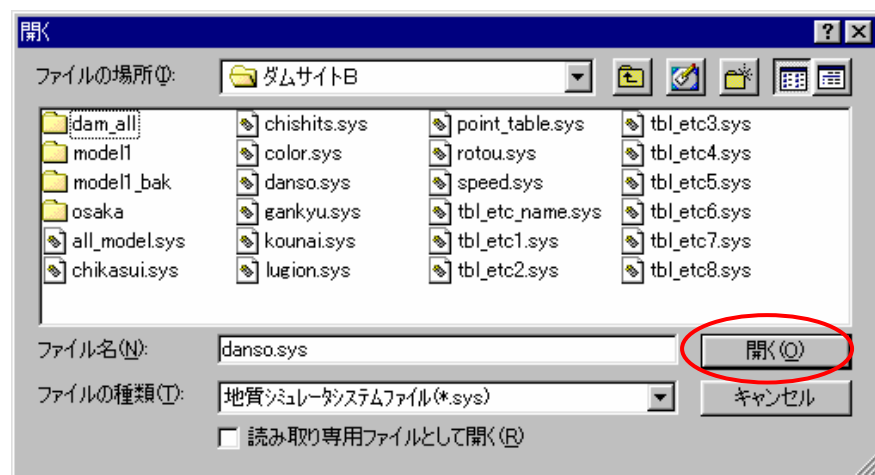 開く
ファイルの場所(I): ダムサイトB
dam_all chishits.sys point_table.sys tbl_etc3.sys
model1 color.sys rotou.sys tbl_etc4.sys
model1_bak danso.sys speed.sys tbl_etc5.sys
osaka gankyu.sys tbl_etc_name.sys tbl_etc6.sys
all_model.sys kounai.sys tbl_etc1.sys tbl_etc7.sys
chikasui.sys lugion.sys tbl_etc2.sys tbl_etc8.sys
ファイル名(N): danso.sys 開く(O)
ファイルの種類(T): 地質シミュレータシステムファイル(*.sys) キャンセル
読み取り専用ファイルとして開く(R)